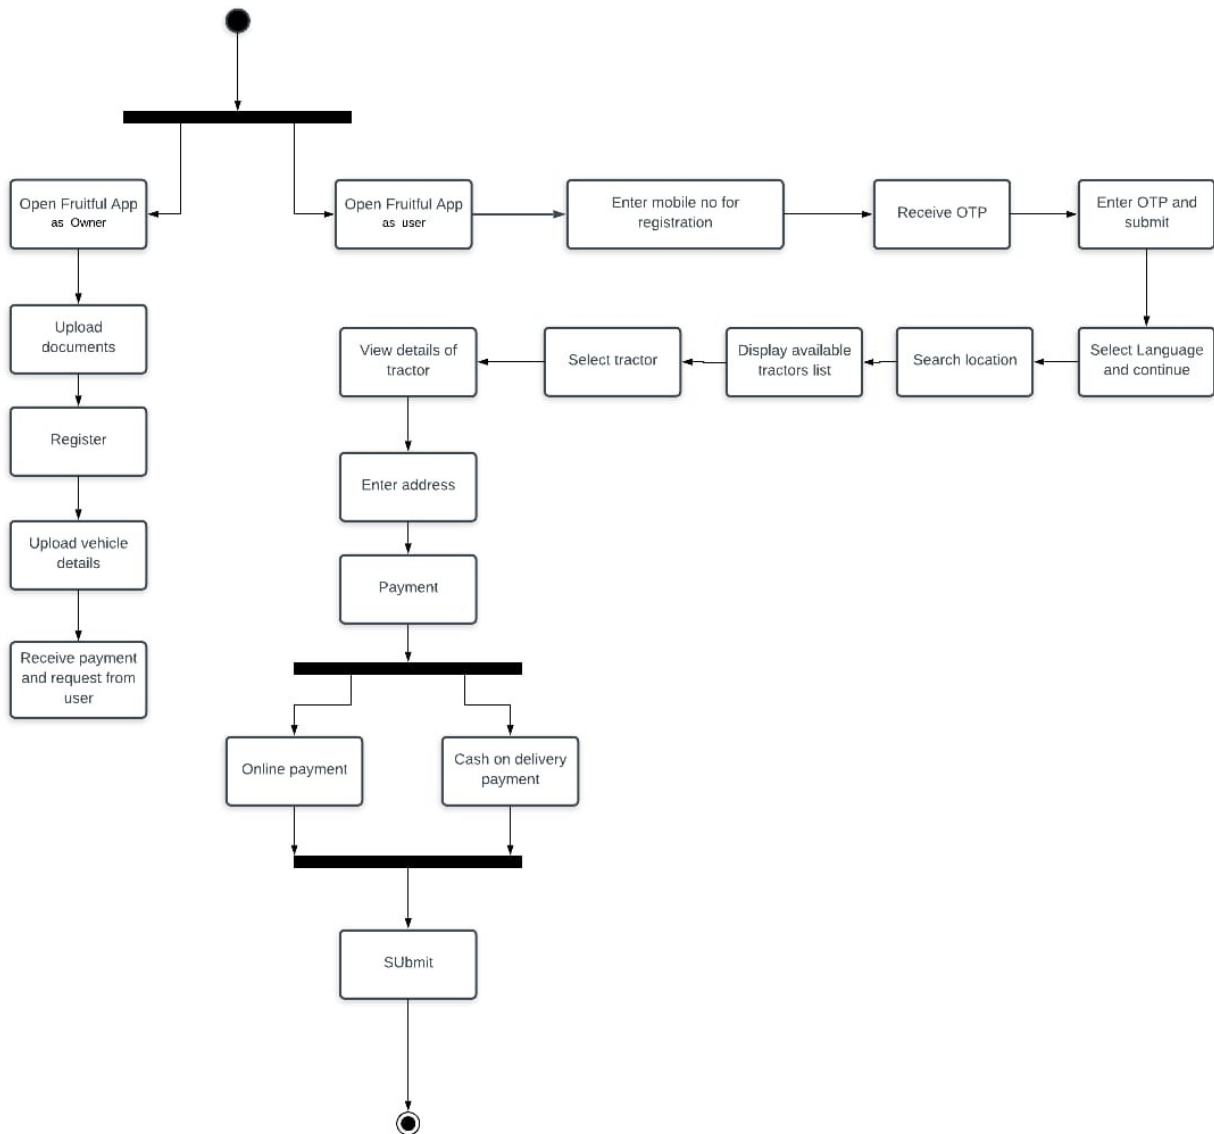 Open Fruitful App
as Owner
Open Fruitful App
as user
Enter mobile no for
registration
Receive OTP
Enter OTP and
submit
Upload
documents
View details of
tractor
Select tractor
Display available
tractors list
Search location
Select Language
and continue
Register
Enter address
Upload vehicle
details
Payment
Receive payment
and request from
user
Online payment
Cash on delivery
payment
SUbmit